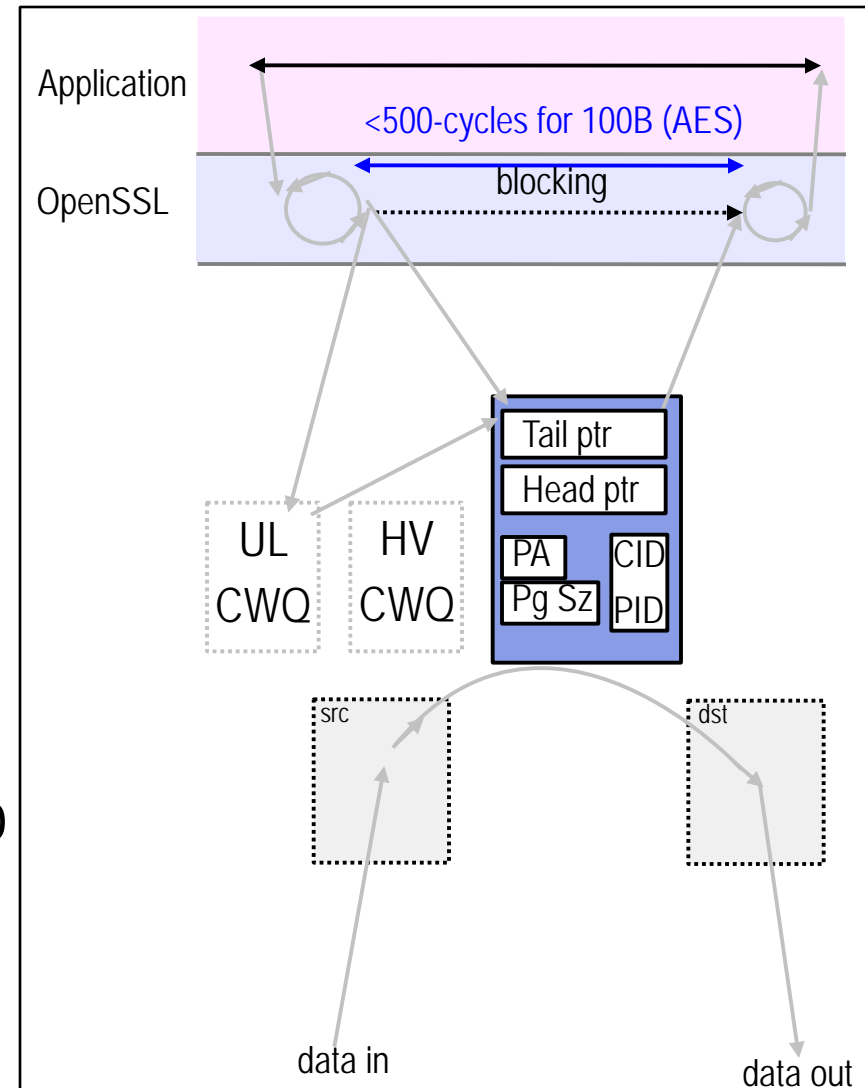 Application
<500-cycles for 100B (AES)
OpenSSL
blocking
Tail ptr
Head ptr
UL
CWQ
HV
CWQ
PA
Pg Sz
CID
PID
src
dst
data in
data out